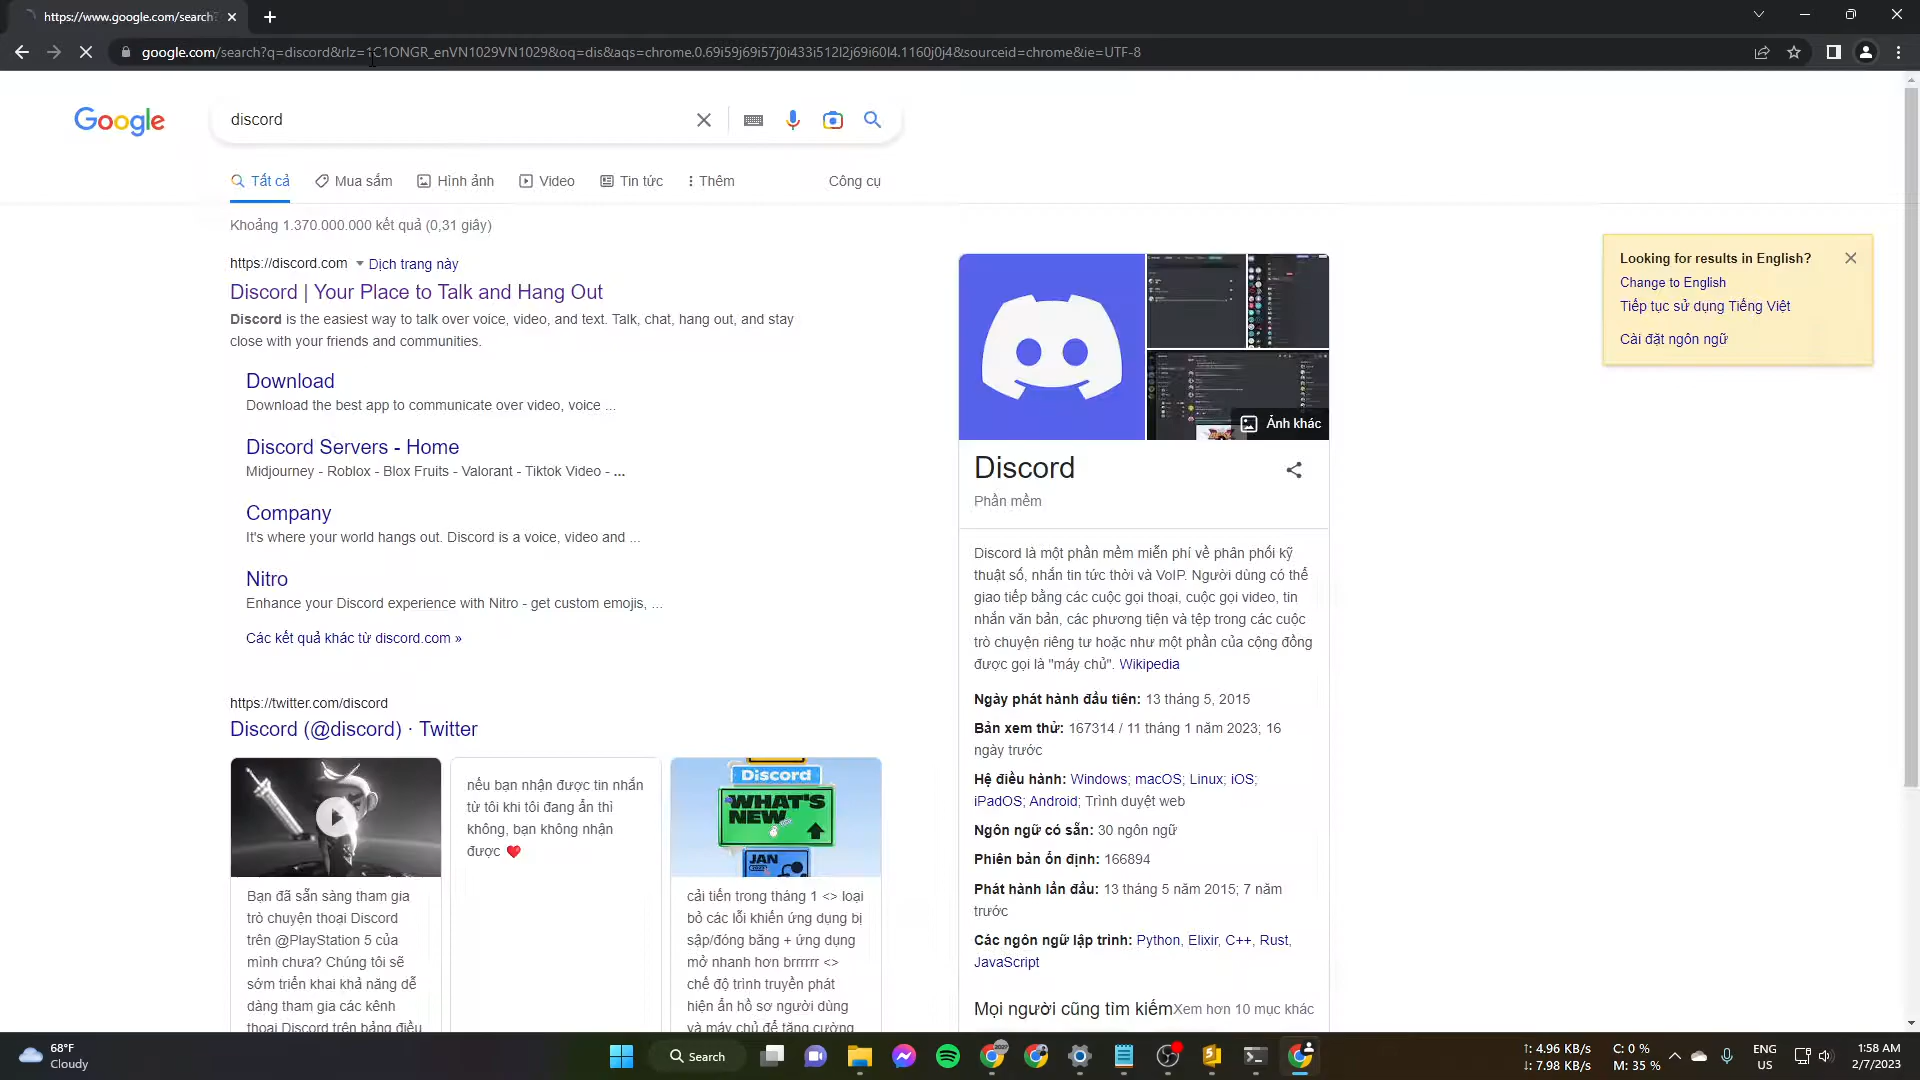 https://www.google.com/search?
google.com/search?q=discord&rlz=1C1ONGR_enVN1029VN1029&oq=dis&aqs=chrome.0.69i59j69i57j0i433i512l2j69i60l4.1160j0j4&sourceid=chrome&ie=UTF-8
Google
discord
Tất cả
Mua sắm
Hình ảnh
Video
Tin tức
Thêm
Công cụ
Khoảng 1.370.000.000 kết quả (0,31 giây)
https://discord.com Dịch trang này
Discord | Your Place to Talk and Hang Out
Discord is the easiest way to talk over voice, video, and text. Talk, chat, hang out, and stay
close with your friends and communities.
Download
Download the best app to communicate over video, voice ...
Discord Servers - Home
Midjourney - Roblox - Blox Fruits - Valorant - Tiktok Video - ...
Company
It's where your world hangs out. Discord is a voice, video and ...
Nitro
Enhance your Discord experience with Nitro - get custom emojis, ...
Các kết quả khác từ discord.com »
https://twitter.com/discord
Discord (@discord) · Twitter
Bạn đã sẵn sàng tham gia
trò chuyện thoại Discord
trên @PlayStation 5 của
mình chưa? Chúng tôi sẽ
sớm triển khai khả năng dễ
dàng tham gia các kênh
thoại Discord trên bảng điều
nếu bạn nhận được tin nhắn
từ tôi khi tôi đang ẩn thì
không, bạn không nhận
được ❤️
Discord
WHAT'S
NEW
JAN
cải tiến trong tháng 1 <> loại
bỏ các lỗi khiến ứng dụng bị
sập/đóng băng + ứng dụng
mở nhanh hơn brrrrrr <>
chế độ trình truyền phát
hiện ẩn hồ sơ người dùng
và máy chủ để tăng cường
Ảnh khác
Discord
Phần mềm
Discord là một phần mềm miễn phí về phân phối kỹ
thuật số, nhắn tin tức thời và VoIP. Người dùng có thể
giao tiếp bằng các cuộc gọi thoại, cuộc gọi video, tin
nhắn văn bản, các phương tiện và tệp trong các cuộc
trò chuyện riêng tư hoặc như một phần của cộng đồng
được gọi là "máy chủ". Wikipedia
Ngày phát hành đầu tiên: 13 tháng 5, 2015
Bản xem thử: 167314 / 11 tháng 1 năm 2023; 16
ngày trước
Hệ điều hành: Windows; macOS; Linux; iOS;
iPadOS; Android; Trình duyệt web
Ngôn ngữ có sẵn: 30 ngôn ngữ
Phiên bản ổn định: 166894
Phát hành lần đầu: 13 tháng 5 năm 2015; 7 năm
trước
Các ngôn ngữ lập trình: Python, Elixir, C++, Rust,
JavaScript
Mọi người cũng tìm kiếm Xem hơn 10 mục khác
Looking for results in English?
Change to English
Tiếp tục sử dụng Tiếng Việt
Cài đặt ngôn ngữ
68°F
Cloudy
Search
↑: 4.96 KB/s
↓: 7.98 KB/s
C: 0 %
M: 35 %
ENG
US
1:58 AM
2/7/2023